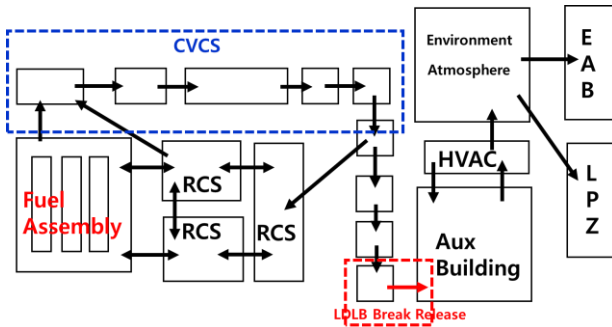 CVCS
Environment
Atmosphere
E
A
B
HVAC
L
P
Z
Fuel
Assembly
RCS
RCS
RCS
Aux
Building
LDLB Break Release